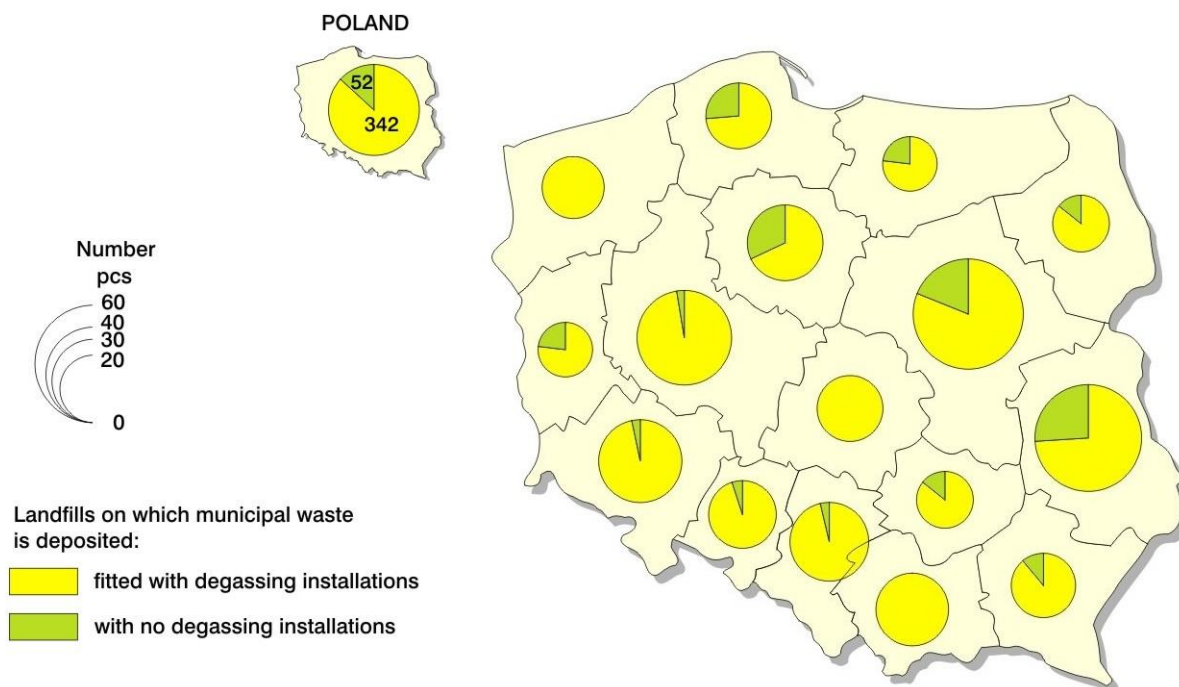 POLAND
52
342
Number
pcs
60
40
30
20
0
Landfills on which municipal waste
is deposited:
fitted with degassing installations
with no degassing installations